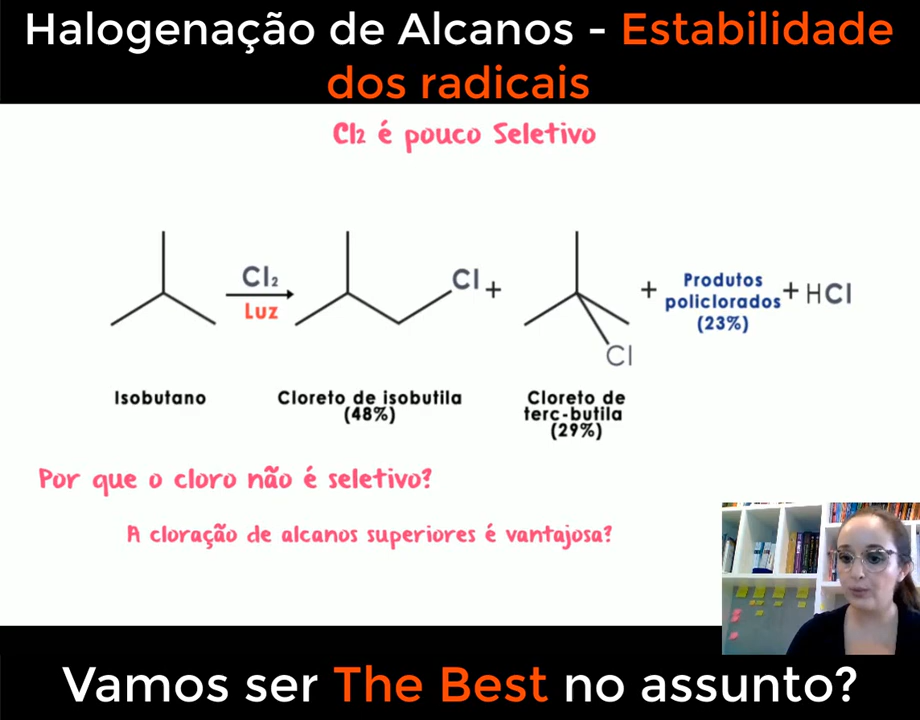 Halogenação de Alcanos - Estabilidade
dos radicais
Cl₂ é pouco Seletivo
Cl₂
Luz
Cl
+
Cl
+
Produtos
policlorados
(23%)
+ HCl
Isobutano
Cloreto de isobutila
(48%)
Cloreto de
terc-butila
(29%)
Por que o cloro não é seletivo?
A cloração de alcanos superiores é vantajosa?
Vamos ser The Best no assunto?